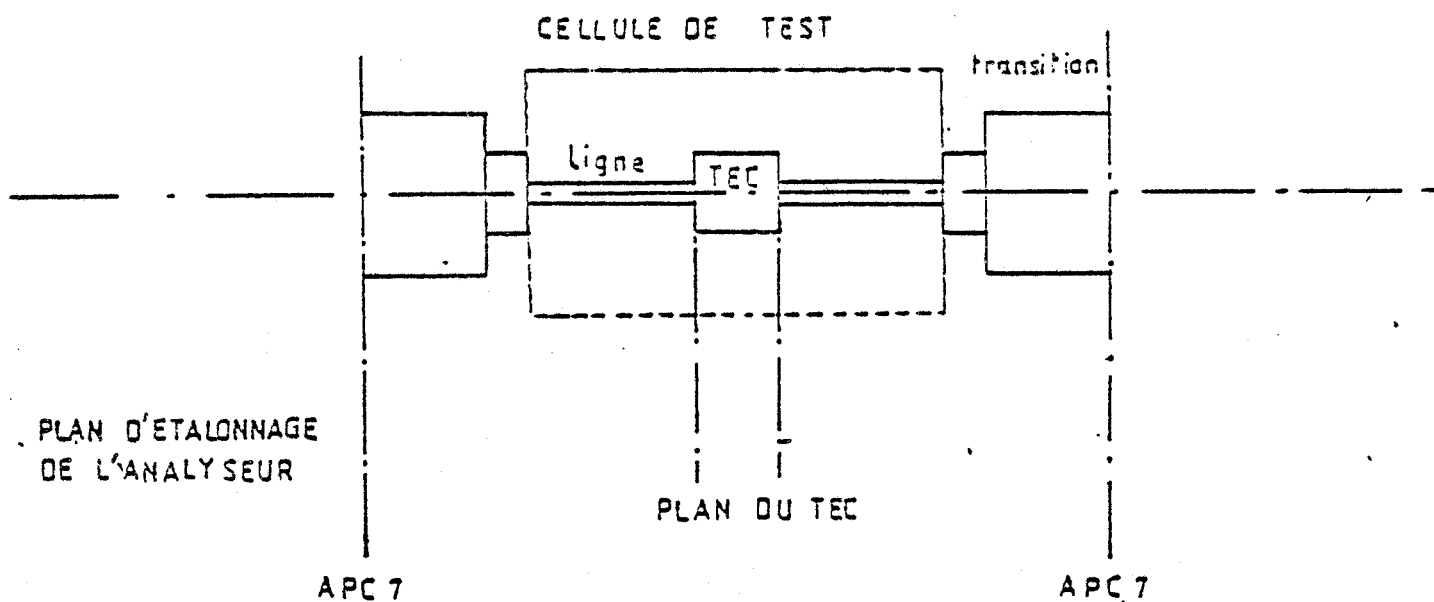 CELLULE DE TEST
transition
ligne
TEC
PLAN D'ETALONNAGE
DE L'ANALYSEUR
PLAN DU TEC
APC 7
APC 7